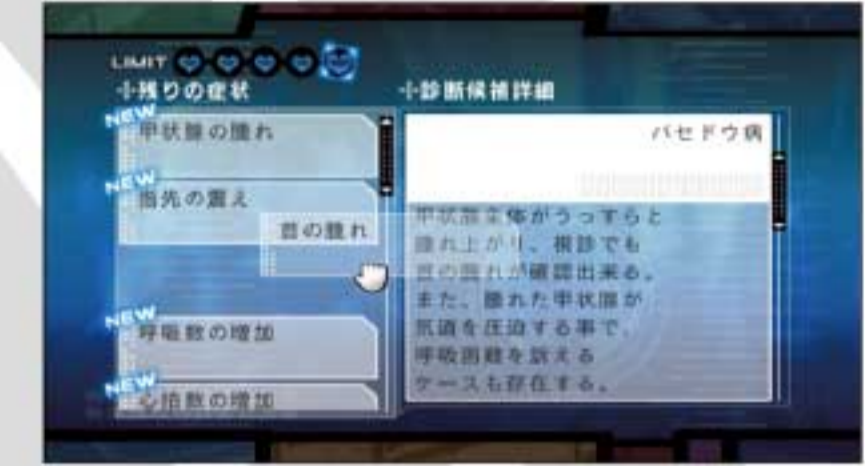 LIMIT
残りの症状
診断候補詳細
NEW
甲状腺の腫れ
NEW
指先の震え
首の腫れ
NEW
呼吸数の増加
NEW
心拍数の増加
バセドウ病
甲状腺全体がうっすらと
腫れ上がり、視診でも
首の腫れが確認出来る。
また、腫れた甲状腺が
気道を圧迫する事で、
呼吸困難を訴える
ケースも存在する。